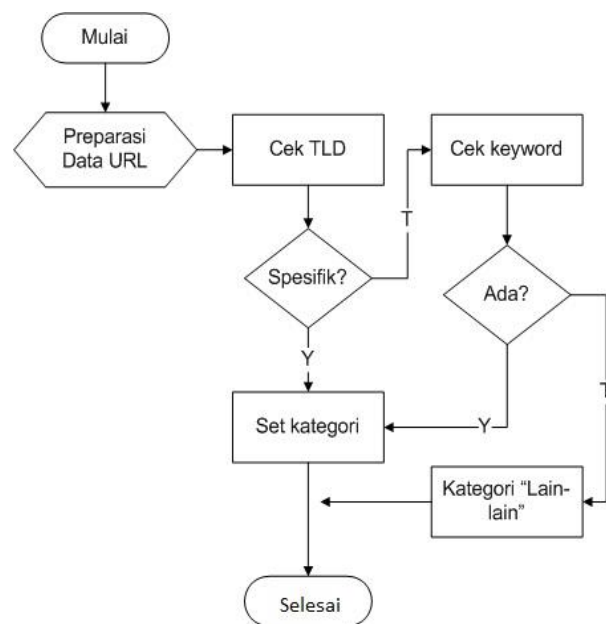 Mulai
Preparasi
Data URL
Cek TLD
Cek keyword
T
Spesifik?
Ada?
Y
T
Set kategori
Y
Kategori “Lain-
lain”
Selesai